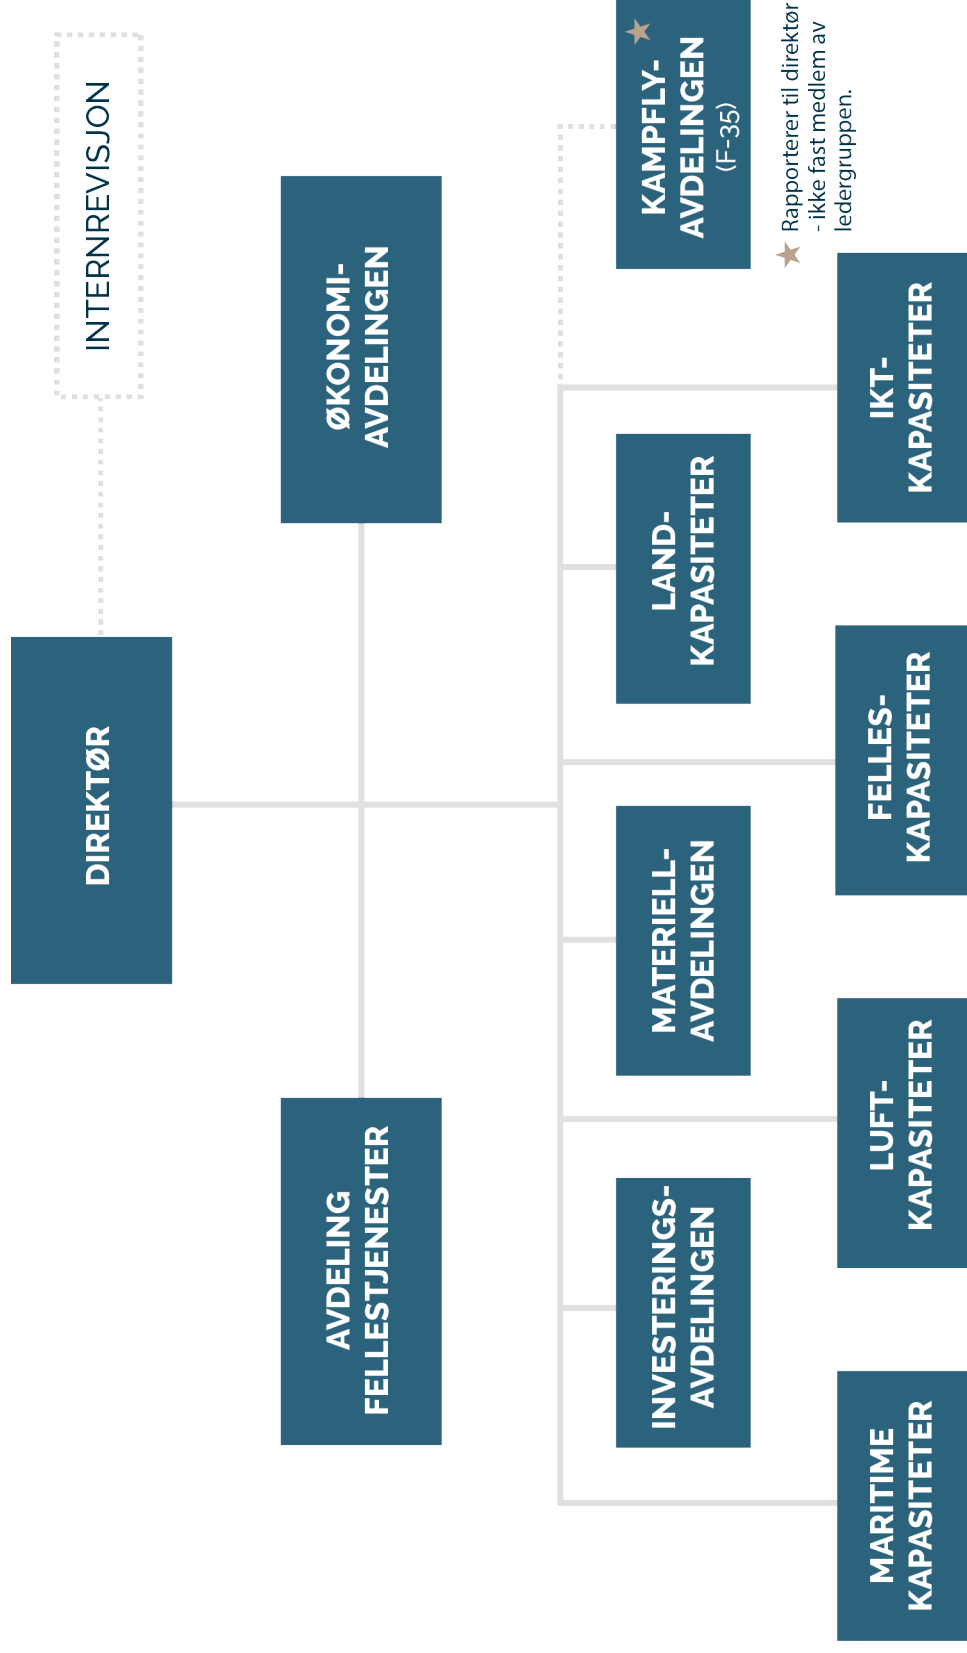 DIREKTØR
INTERNREVISJON
AVDELING
FELLESTJENESTER
ØKONOMI-
AVDELINGEN
INVESTERINGS-
AVDELINGEN
MATERIELL-
AVDELINGEN
LAND-
KAPASITETER
KAMPFLY-
AVDELINGEN
(F-35)
Rapporterer til direktør
- ikke fast medlem av
ledergruppen.
MARITIME
KAPASITETER
LUFT-
KAPASITETER
FELLES-
KAPASITETER
IKT-
KAPASITETER